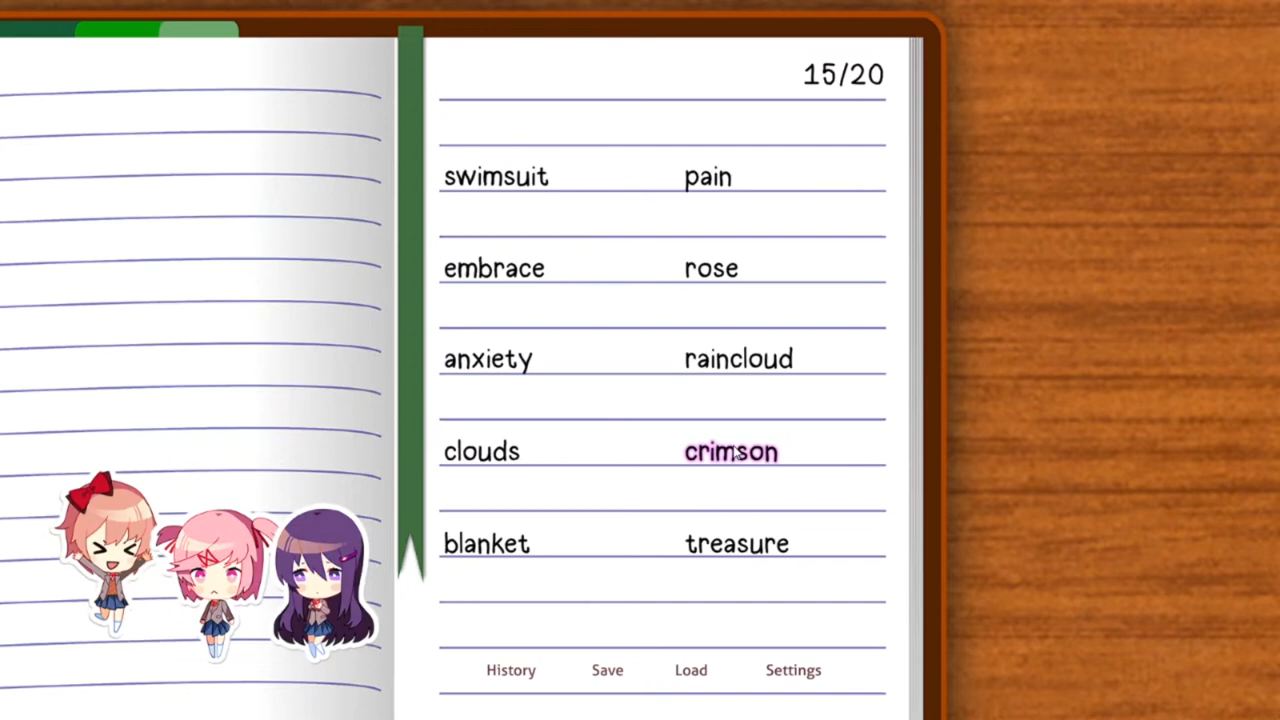 15/20
swimsuit pain
embrace rose
anxiety raincloud
clouds crimson
blanket treasure
History Save Load Settings